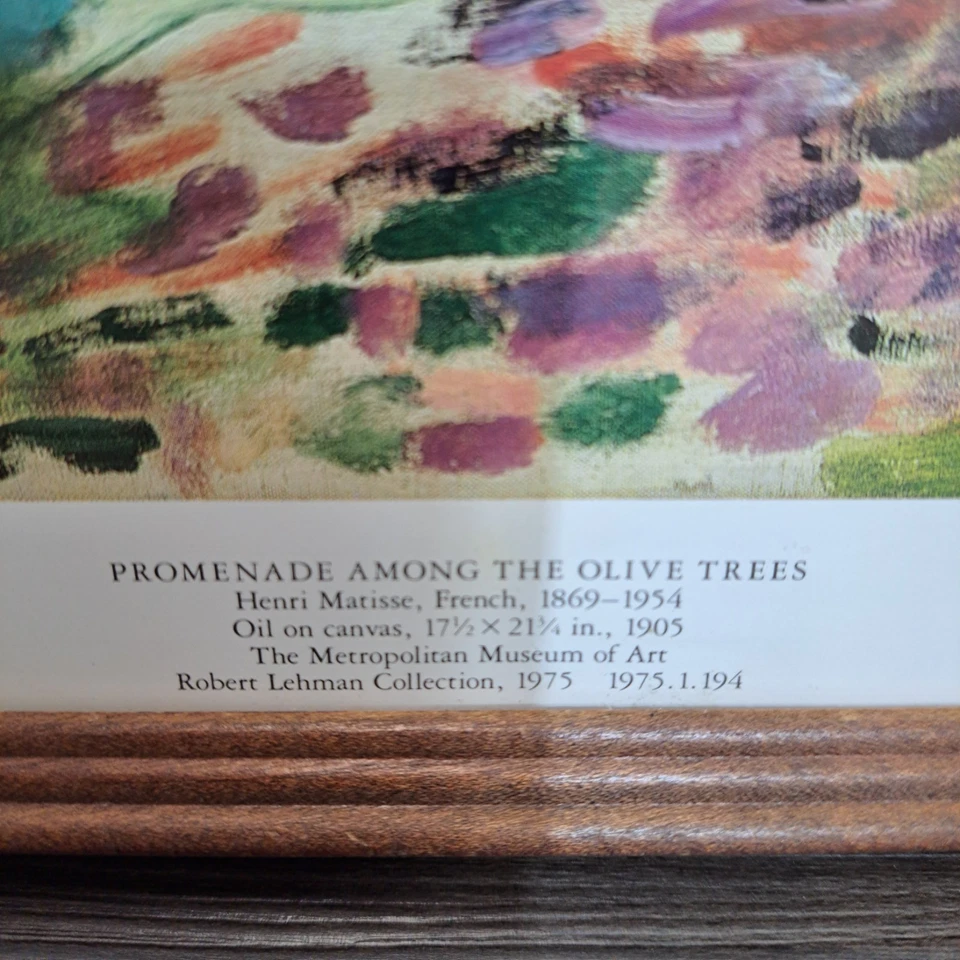 PROMENADE AMONG THE OLIVE TREES
Henri Matisse, French, 1869–1954
Oil on canvas, 17½ × 21¾ in., 1905
The Metropolitan Museum of Art
Robert Lehman Collection, 1975 1975.1.194